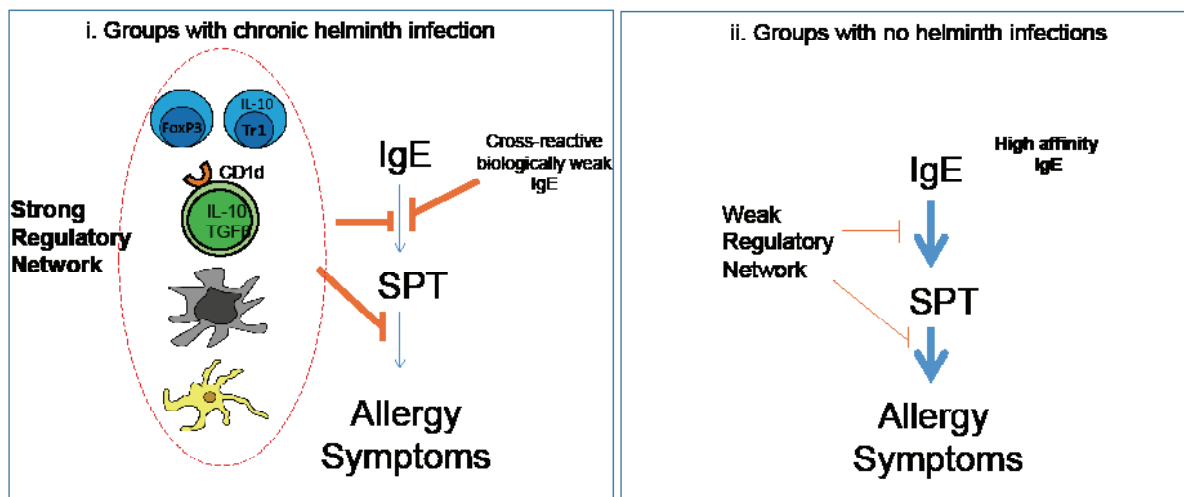 i. Groups with chronic helminth infection
FoxP3
IL-10
Tr1
CD1d
IL-10
TGFβ
Strong
Regulatory
Network
IgE
Cross-reactive
biologically weak
IgE
SPT
Allergy
Symptoms
ii. Groups with no helminth infections
IgE
High affinity
IgE
Weak
Regulatory
Network
SPT
Allergy
Symptoms